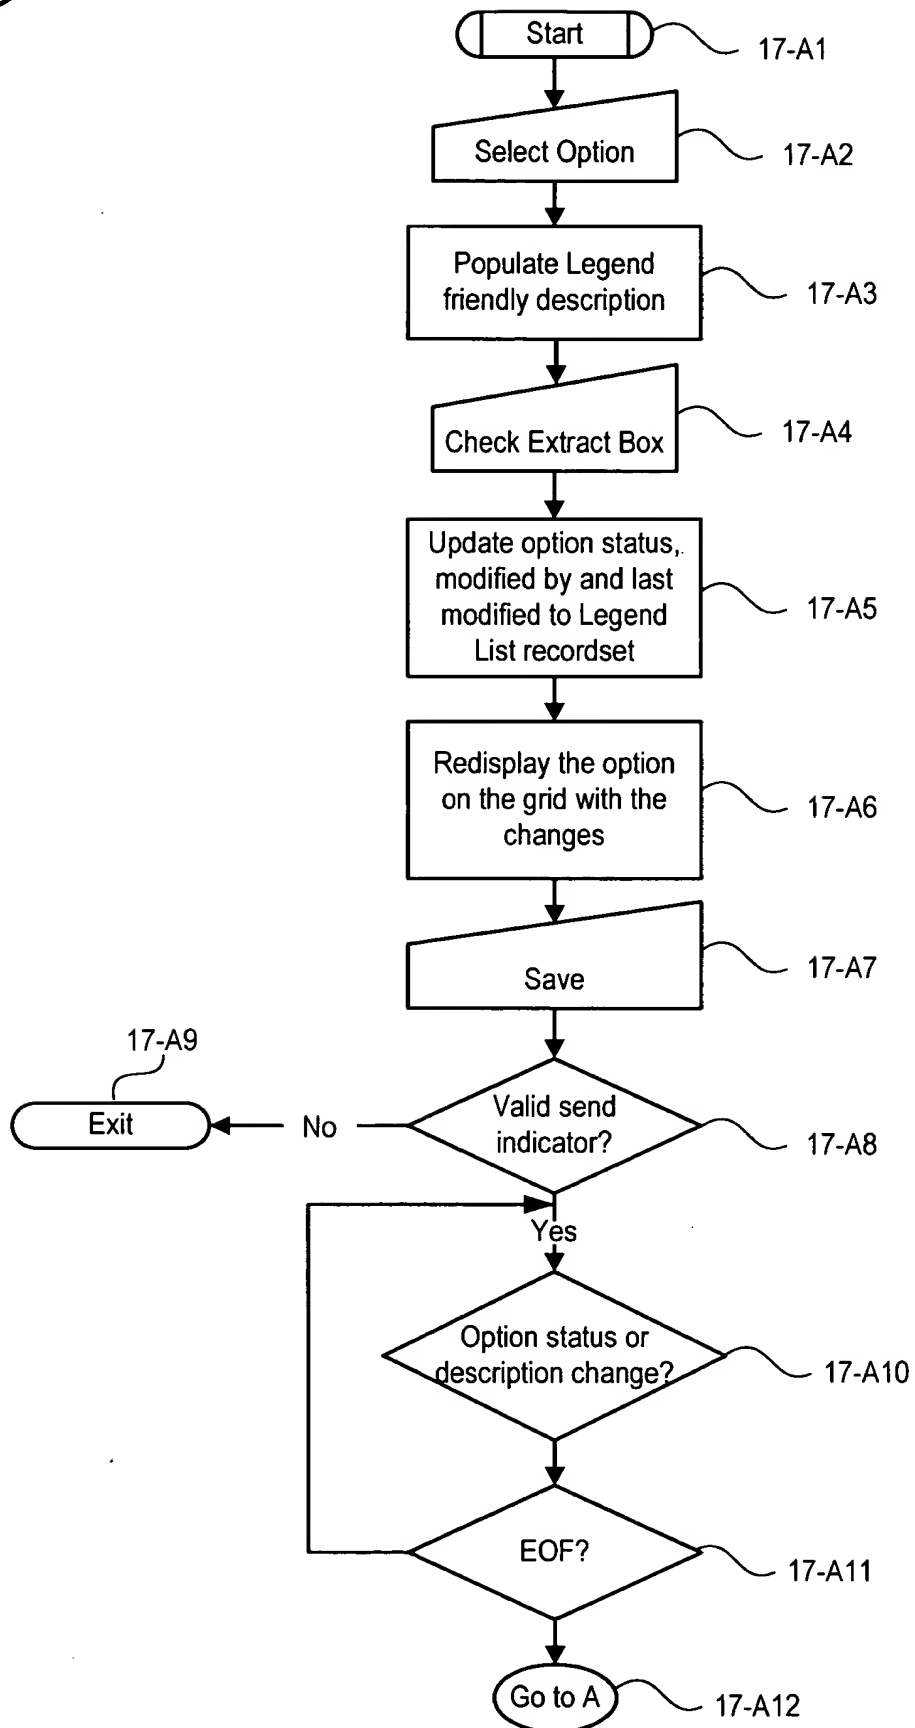 Start
17-A1
Select Option
17-A2
Populate Legend
friendly description
17-A3
Check Extract Box
17-A4
Update option status,
modified by and last
modified to Legend
List recordset
17-A5
Redisplay the option
on the grid with the
changes
17-A6
Save
17-A7
17-A9
Exit
No
Valid send
indicator?
17-A8
Yes
Option status or
description change?
17-A10
EOF?
17-A11
Go to A
17-A12